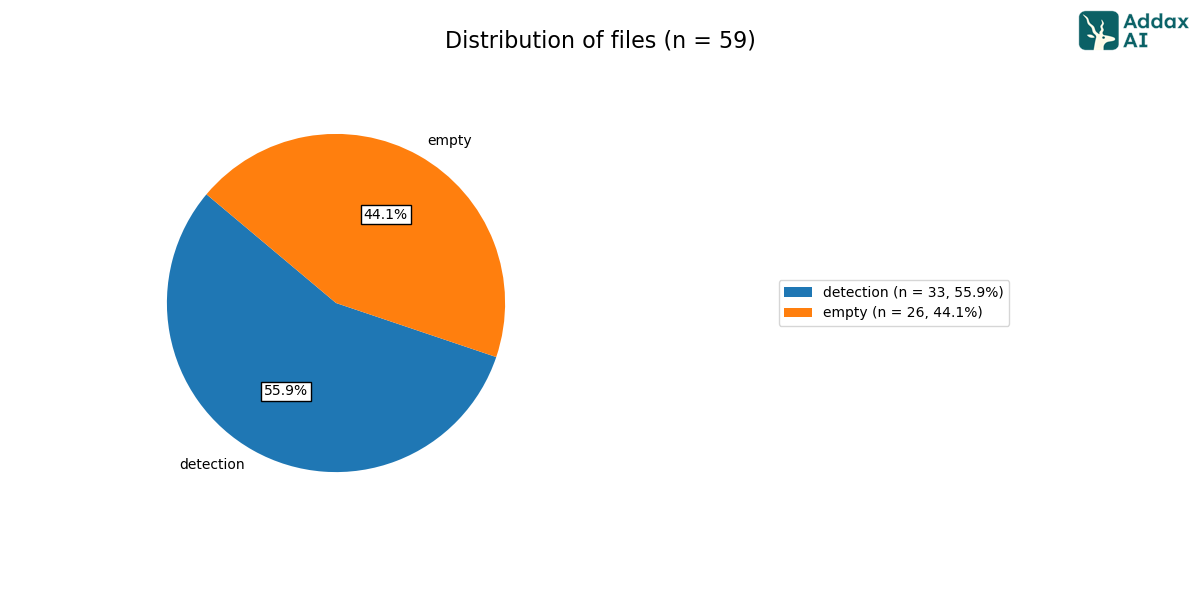 Distribution of files (n = 59)
Addax
AI
empty
44.1%
55.9%
detection
detection (n = 33, 55.9%)
empty (n = 26, 44.1%)